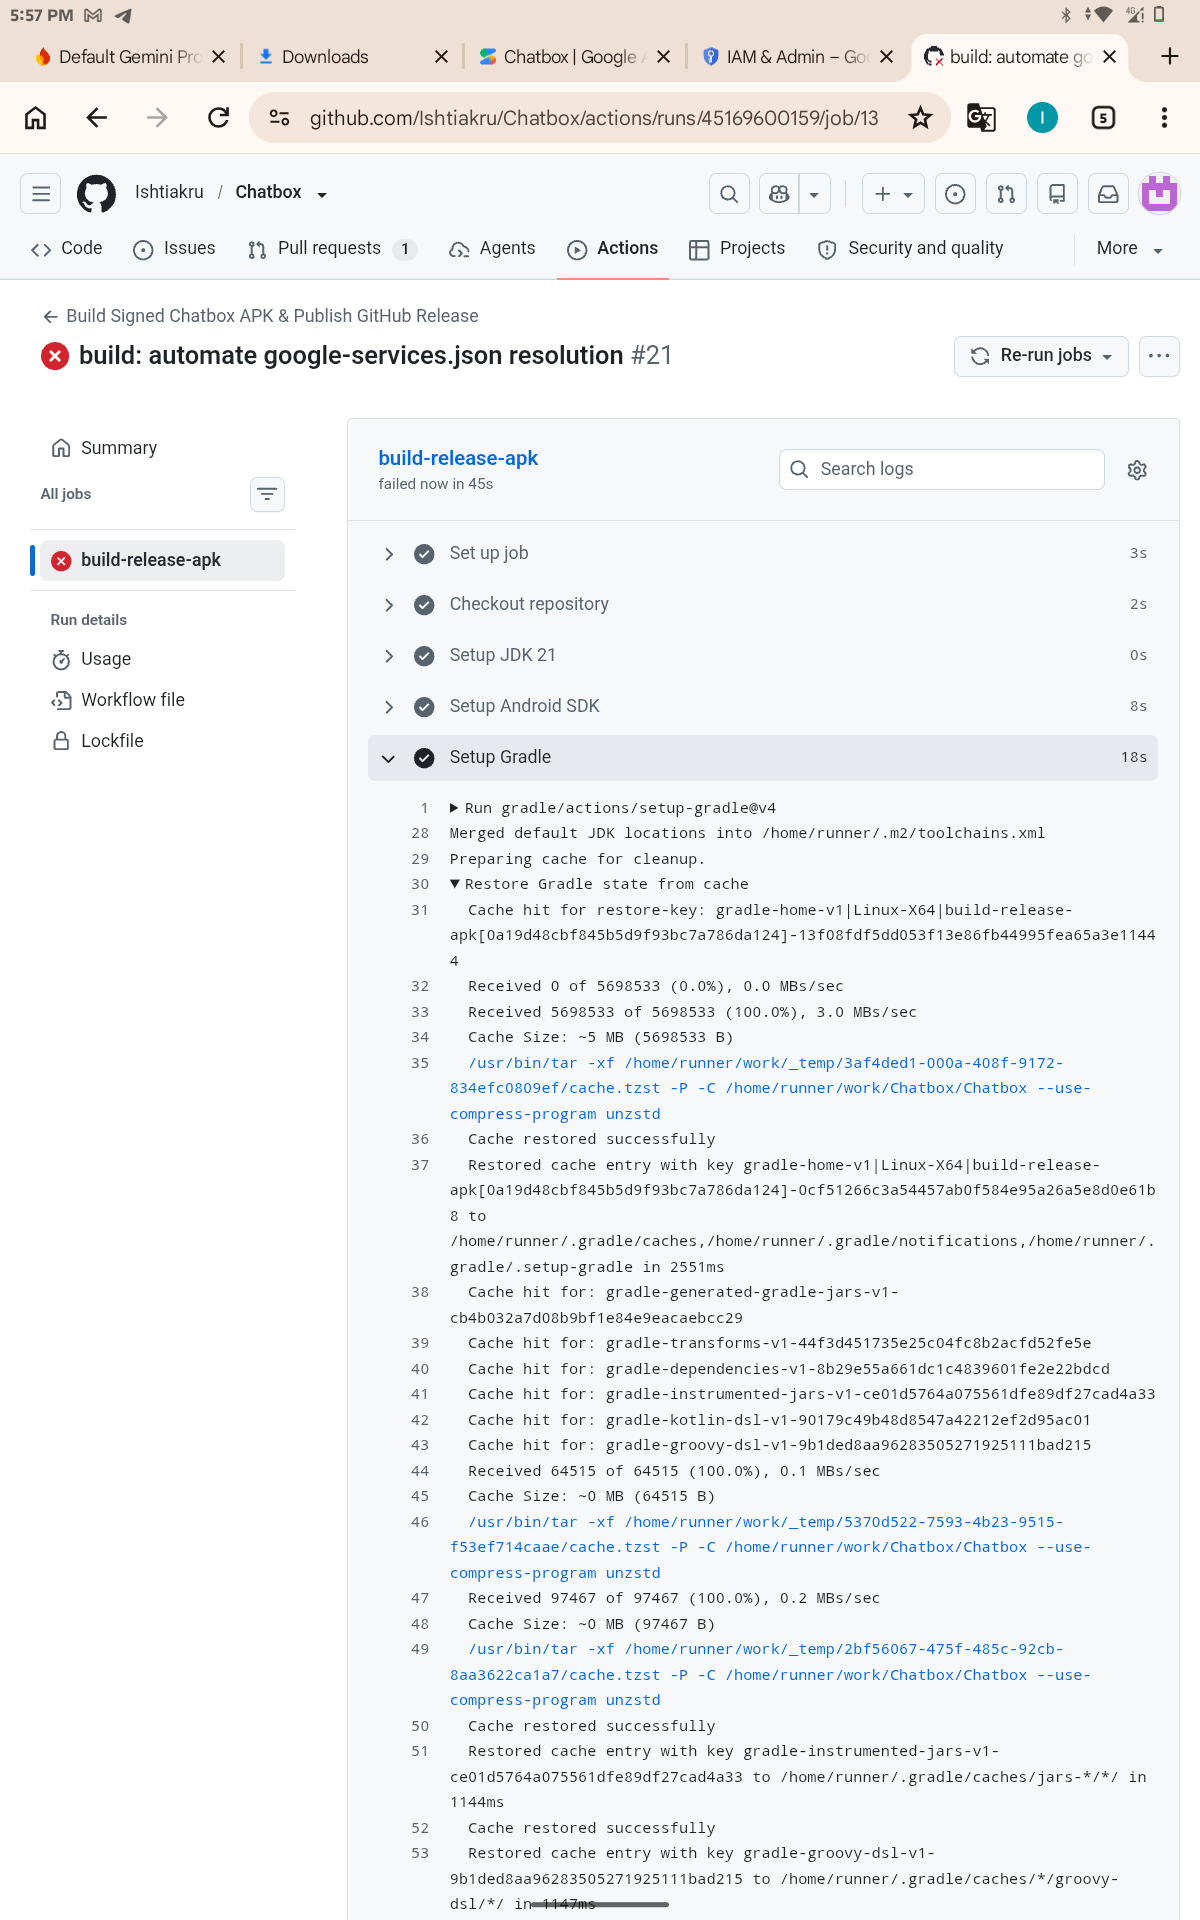 5:57 PM
Default Gemini Pro
Downloads
Chatbox | Google A
IAM & Admin – Goo
build: automate go
github.com/Ishtiakru/Chatbox/actions/runs/45169600159/job/13
I
5
Ishtiakru / Chatbox
Code
Issues
Pull requests 1
Agents
Actions
Projects
Security and quality
More
Build Signed Chatbox APK & Publish GitHub Release
build: automate google-services.json resolution #21
Re-run jobs
Summary
All jobs
build-release-apk
Run details
Usage
Workflow file
Lockfile
build-release-apk
failed now in 45s
Search logs
Set up job 3s
Checkout repository 2s
Setup JDK 21 0s
Setup Android SDK 8s
Setup Gradle 18s
1 Run gradle/actions/setup-gradle@v4
28 Merged default JDK locations into /home/runner/.m2/toolchains.xml
29 Preparing cache for cleanup.
30 Restore Gradle state from cache
31 Cache hit for restore-key: gradle-home-v1|Linux-X64|build-release-
apk[0a19d48cbf845b5d9f93bc7a786da124]-13f08fdf5dd053f13e86fb44995fea65a3e1144
4
32 Received 0 of 5698533 (0.0%), 0.0 MBs/sec
33 Received 5698533 of 5698533 (100.0%), 3.0 MBs/sec
34 Cache Size: ~5 MB (5698533 B)
35 /usr/bin/tar -xf /home/runner/work/_temp/3af4ded1-000a-408f-9172-
834efc0809ef/cache.tzst -P -C /home/runner/work/Chatbox/Chatbox --use-
compress-program unzstd
36 Cache restored successfully
37 Restored cache entry with key gradle-home-v1|Linux-X64|build-release-
apk[0a19d48cbf845b5d9f93bc7a786da124]-0cf51266c3a54457ab0f584e95a26a5e8d0e61b
8 to
/home/runner/.gradle/caches,/home/runner/.gradle/notifications,/home/runner/.
gradle/.setup-gradle in 2551ms
38 Cache hit for: gradle-generated-gradle-jars-v1-
cb4b032a7d08b9bf1e84e9eacaebcc29
39 Cache hit for: gradle-transforms-v1-44f3d451735e25c04fc8b2acfd52fe5e
40 Cache hit for: gradle-dependencies-v1-8b29e55a661dc1c4839601fe2e22bdcd
41 Cache hit for: gradle-instrumented-jars-v1-ce01d5764a075561dfe89df27cad4a33
42 Cache hit for: gradle-kotlin-dsl-v1-90179c49b48d8547a42212ef2d95ac01
43 Cache hit for: gradle-groovy-dsl-v1-9b1ded8aa96283505271925111bad215
44 Received 64515 of 64515 (100.0%), 0.1 MBs/sec
45 Cache Size: ~0 MB (64515 B)
46 /usr/bin/tar -xf /home/runner/work/_temp/5370d522-7593-4b23-9515-
f53ef714caae/cache.tzst -P -C /home/runner/work/Chatbox/Chatbox --use-
compress-program unzstd
47 Received 97467 of 97467 (100.0%), 0.2 MBs/sec
48 Cache Size: ~0 MB (97467 B)
49 /usr/bin/tar -xf /home/runner/work/_temp/2bf56067-475f-485c-92cb-
8aa3622ca1a7/cache.tzst -P -C /home/runner/work/Chatbox/Chatbox --use-
compress-program unzstd
50 Cache restored successfully
51 Restored cache entry with key gradle-instrumented-jars-v1-
ce01d5764a075561dfe89df27cad4a33 to /home/runner/.gradle/caches/jars-*/*/ in
1144ms
52 Cache restored successfully
53 Restored cache entry with key gradle-groovy-dsl-v1-
9b1ded8aa96283505271925111bad215 to /home/runner/.gradle/caches/*/groovy-
dsl/*/ in 1147ms